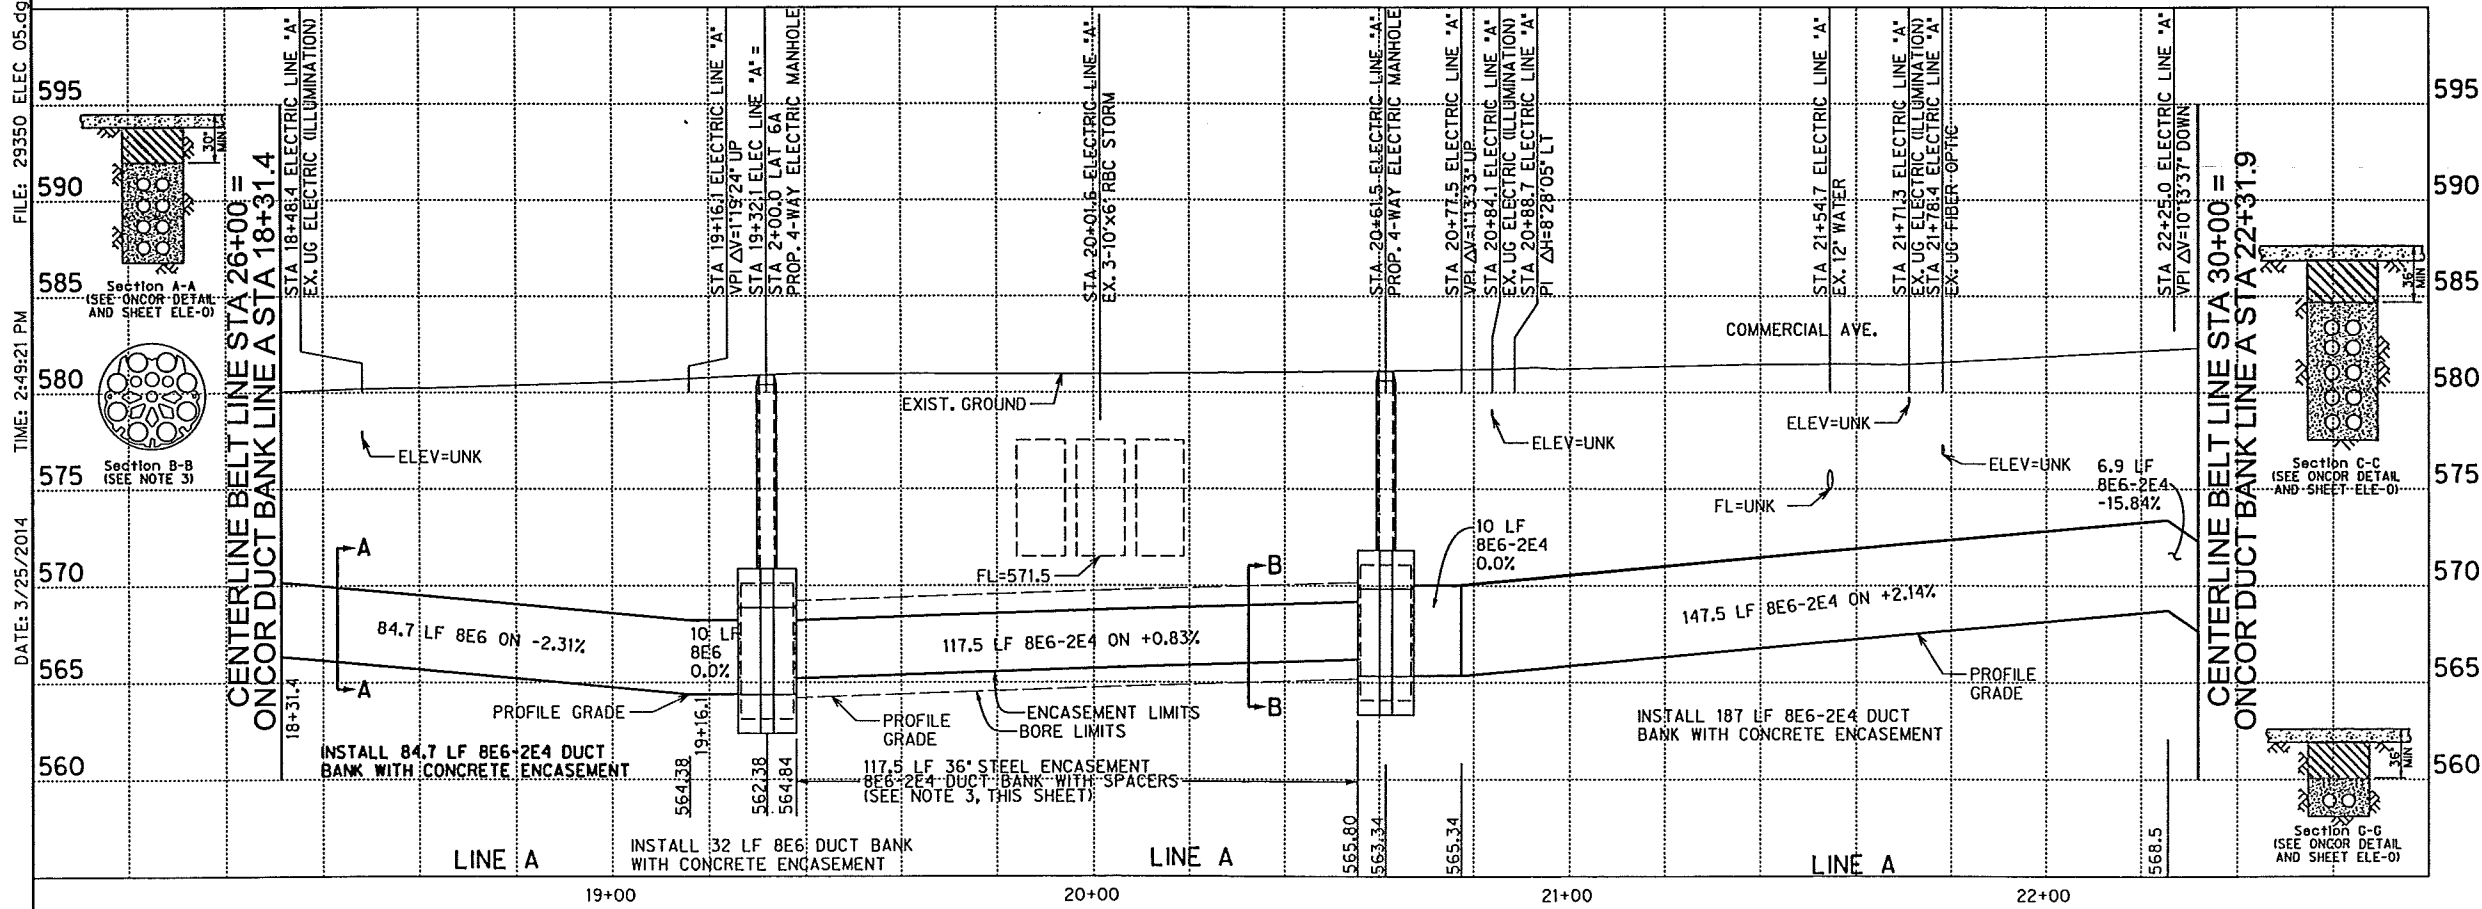 FILE: 29350 ELEC 05.dg
TIME: 2:49:21 PM
DATE: 3/25/2014
595
590
585
580
575
570
565
560
30" MIN
Section A-A
(SEE ONCOR DETAIL
AND SHEET ELE-0)
Section B-B
(SEE NOTE 3)
CENTERLINE BELT LINE STA 26+00 =
ONCOR DUCT BANK LINE A STA 18+31.4
STA 18+48.4 ELECTRIC LINE "A"
EX. UG ELECTRIC (ILLUMINATION)
STA 19+16.1 ELECTRIC LINE "A"
VPI ΔV=1°19'24" UP
STA 19+32.1 ELEC LINE "A" =
STA 2+00.0 LAT 6A
PROP. 4-WAY ELECTRIC MANHOLE
STA 20+01.6 ELECTRIC LINE "A"
EX. 3-10'x6' RBC STORM
STA 20+61.5 ELECTRIC LINE "A"
PROP. 4-WAY ELECTRIC MANHOLE
STA 20+77.5 ELECTRIC LINE "A"
VPI ΔV=1°13'33" UP
STA 20+84.1 ELECTRIC LINE "A"
EX. UG ELECTRIC (ILLUMINATION)
STA 20+88.7 ELECTRIC LINE "A"
PI ΔH=8°28'05" LT
STA 21+54.7 ELECTRIC LINE "A"
EX. 12" WATER
STA 21+71.3 ELECTRIC LINE "A"
EX. UG ELECTRIC (ILLUMINATION)
STA 21+78.4 ELECTRIC LINE "A"
EX. UG FIBER OPTIC
STA 22+25.0 ELECTRIC LINE "A"
VPI ΔV=10°13'37" DOWN
COMMERCIAL AVE.
EXIST. GROUND
ELEV=UNK
ELEV=UNK
ELEV=UNK
ELEV=UNK
FL=UNK
FL=571.5
6.9 LF
8E6-2E4
-15.84%
10 LF
8E6-2E4
0.0%
A
A
B
B
84.7 LF 8E6 ON -2.31%
10 LF
8E6
0.0%
117.5 LF 8E6-2E4 ON +0.83%
147.5 LF 8E6-2E4 ON +2.14%
PROFILE GRADE
PROFILE
GRADE
ENCASEMENT LIMITS
BORE LIMITS
PROFILE
GRADE
18+31.4
19+16.1
INSTALL 84.7 LF 8E6-2E4 DUCT
BANK WITH CONCRETE ENCASEMENT
117.5 LF 36" STEEL ENCASEMENT
8E6-2E4 DUCT BANK WITH SPACERS
(SEE NOTE 3, THIS SHEET)
INSTALL 187 LF 8E6-2E4 DUCT
BANK WITH CONCRETE ENCASEMENT
564.38
562.38
564.84
565.80
563.34
565.34
568.5
INSTALL 32 LF 8E6 DUCT BANK
WITH CONCRETE ENCASEMENT
LINE A
LINE A
LINE A
19+00
20+00
21+00
22+00
CENTERLINE BELT LINE STA 30+00 =
ONCOR DUCT BANK LINE A STA 22+31.9
595
590
585
580
575
570
565
560
36" MIN
Section C-C
(SEE ONCOR DETAIL
AND SHEET ELE-0)
36" MIN
Section G-G
(SEE ONCOR DETAIL
AND SHEET ELE-0)